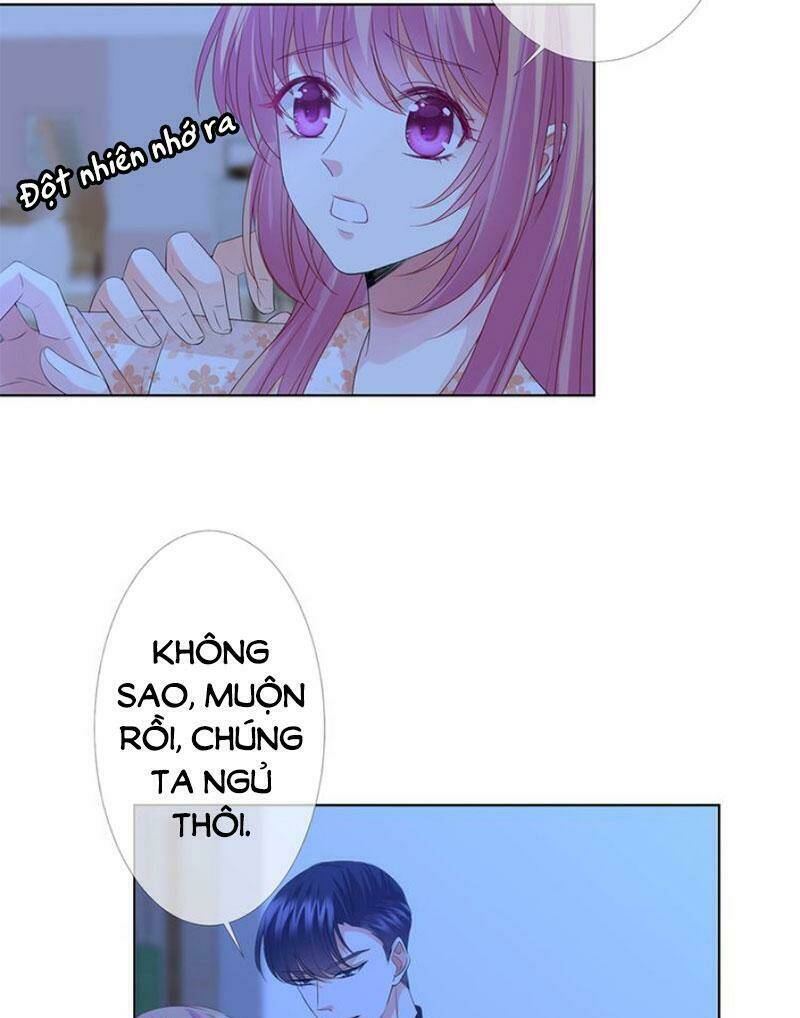 Đột nhiên nhớ ra
KHÔNG
SAO, MUỘN
RỒI, CHÚNG
TA NGỦ
THÔI.